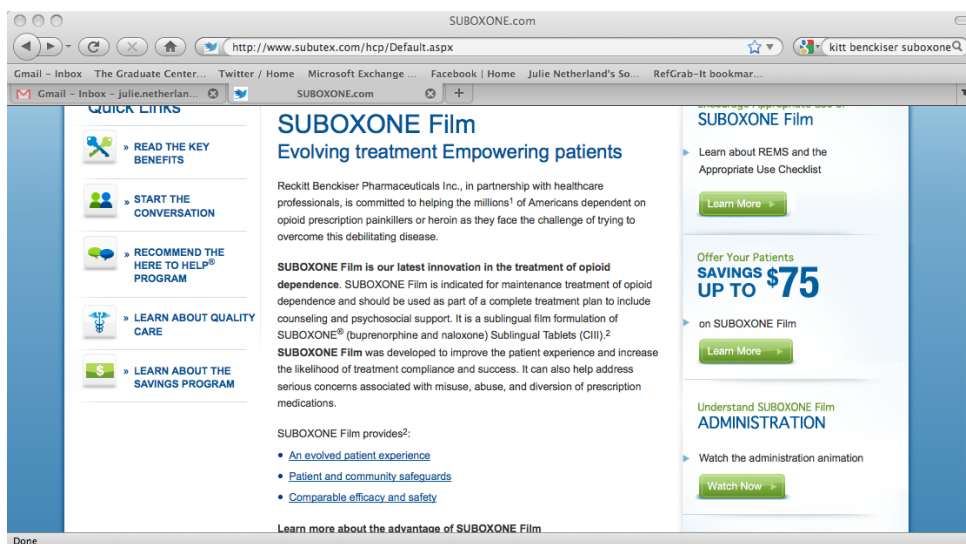 SUBOXONE.com
http://www.subutex.com/hcp/Default.aspx
kitt benckiser suboxone
Gmail – Inbox The Graduate Center... Twitter / Home Microsoft Exchange ... Facebook | Home Julie Netherland's So... RefGrab-It bookmar...
Gmail – Inbox – julie.netherlan...
SUBOXONE.com
Quick Links
» READ THE KEY
BENEFITS
» START THE
CONVERSATION
» RECOMMEND THE
HERE TO HELP®
PROGRAM
» LEARN ABOUT QUALITY
CARE
» LEARN ABOUT THE
SAVINGS PROGRAM
SUBOXONE Film
Evolving treatment Empowering patients
Reckitt Benckiser Pharmaceuticals Inc., in partnership with healthcare
professionals, is committed to helping the millions¹ of Americans dependent on
opioid prescription painkillers or heroin as they face the challenge of trying to
overcome this debilitating disease.
SUBOXONE Film is our latest innovation in the treatment of opioid
dependence. SUBOXONE Film is indicated for maintenance treatment of opioid
dependence and should be used as part of a complete treatment plan to include
counseling and psychosocial support. It is a sublingual film formulation of
SUBOXONE® (buprenorphine and naloxone) Sublingual Tablets (CIII).²
SUBOXONE Film was developed to improve the patient experience and increase
the likelihood of treatment compliance and success. It can also help address
serious concerns associated with misuse, abuse, and diversion of prescription
medications.
SUBOXONE Film provides²:
• An evolved patient experience
• Patient and community safeguards
• Comparable efficacy and safety
Learn more about the advantage of SUBOXONE Film
Encourage Appropriate Use of
SUBOXONE Film
Learn about REMS and the
Appropriate Use Checklist
Learn More
Offer Your Patients
SAVINGS
UP TO $75
on SUBOXONE Film
Learn More
Understand SUBOXONE Film
ADMINISTRATION
Watch the administration animation
Watch Now
Done